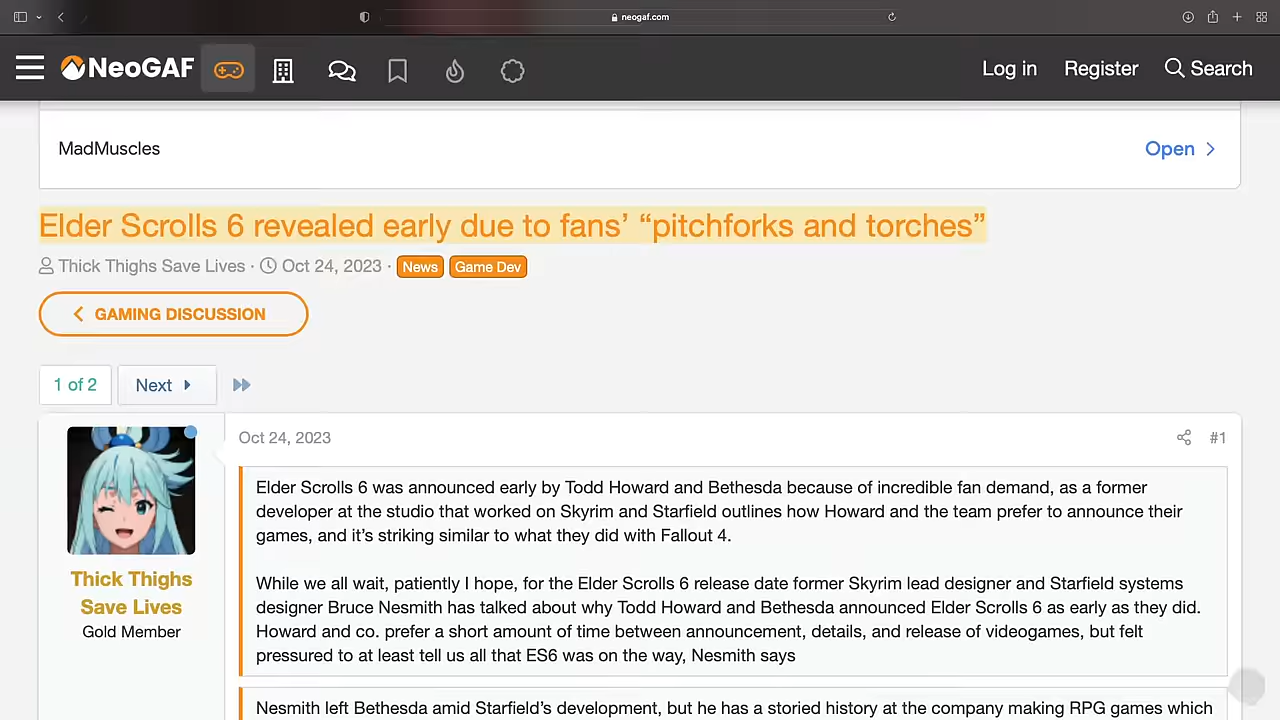 neogaf.com
NeoGAF
Log in
Register
Search
MadMuscles
Open
Elder Scrolls 6 revealed early due to fans’ “pitchforks and torches”
Thick Thighs Save Lives · Oct 24, 2023 · News Game Dev
GAMING DISCUSSION
1 of 2
Next
Thick Thighs
Save Lives
Gold Member
Oct 24, 2023
#1
Elder Scrolls 6 was announced early by Todd Howard and Bethesda because of incredible fan demand, as a former
developer at the studio that worked on Skyrim and Starfield outlines how Howard and the team prefer to announce their
games, and it’s striking similar to what they did with Fallout 4.
While we all wait, patiently I hope, for the Elder Scrolls 6 release date former Skyrim lead designer and Starfield systems
designer Bruce Nesmith has talked about why Todd Howard and Bethesda announced Elder Scrolls 6 as early as they did.
Howard and co. prefer a short amount of time between announcement, details, and release of videogames, but felt
pressured to at least tell us all that ES6 was on the way, Nesmith says
Nesmith left Bethesda amid Starfield’s development, but he has a storied history at the company making RPG games which